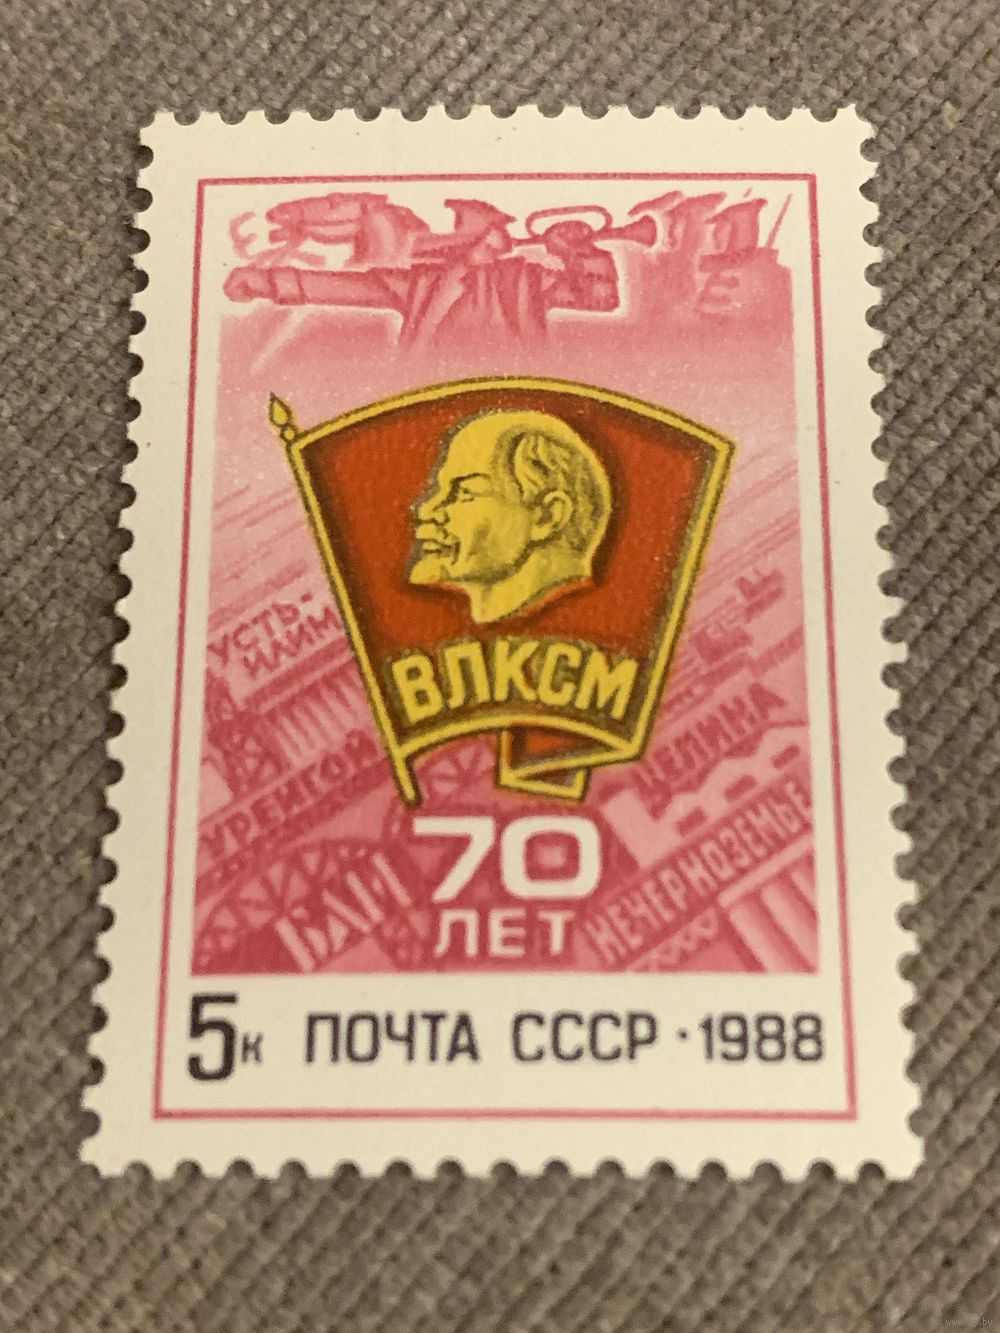 УСТЬ-
ИЛИМ
ВЛКСМ
ЦЕЛИНА
УРЕНГОЙ
70
ЛЕТ
БАМ
НЕЧЕРНОЗЕМЬЕ
5к ПОЧТА СССР · 1988